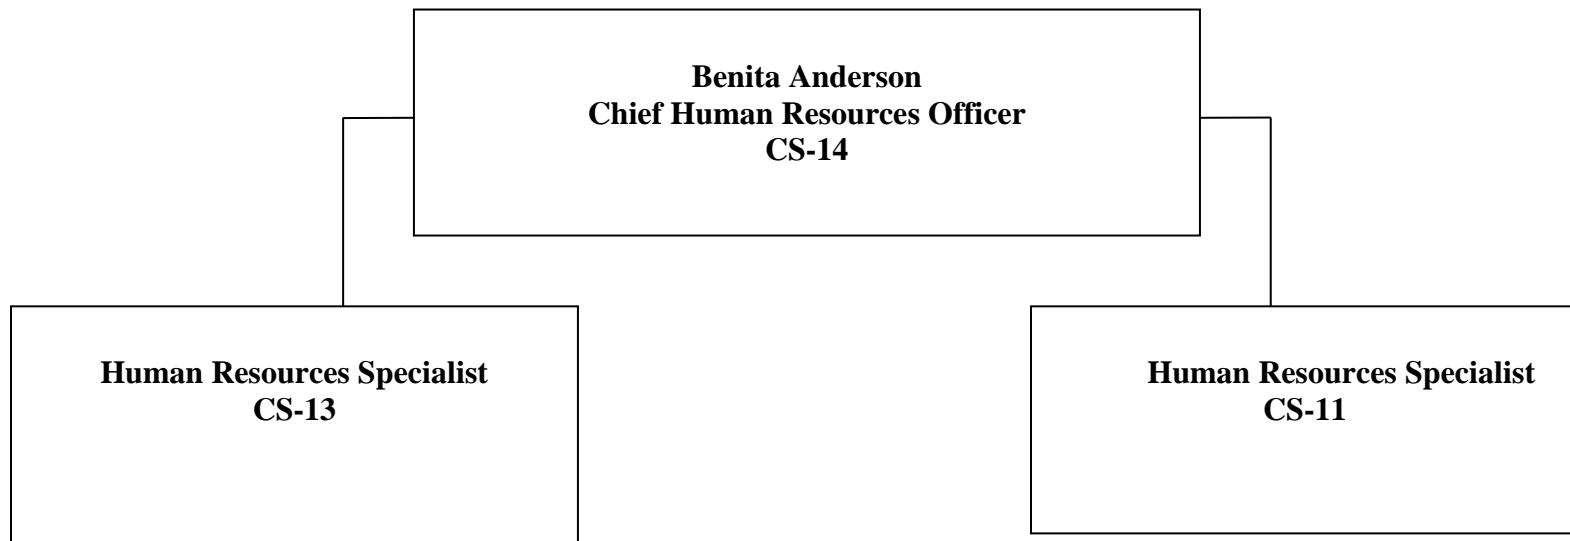 Benita Anderson
Chief Human Resources Officer
CS-14
Human Resources Specialist
CS-13
Human Resources Specialist
CS-11